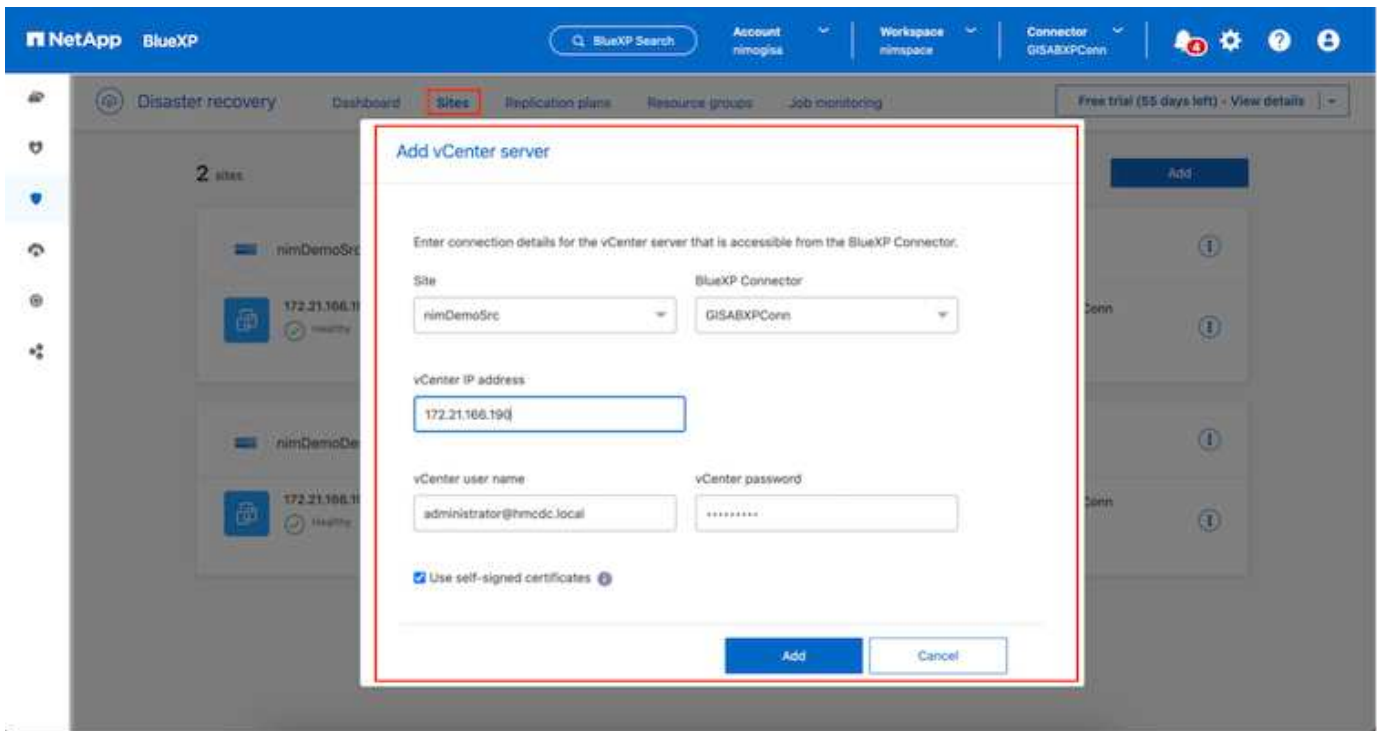 NetApp BlueXP
BlueXP Search
Account
nimogisa
Workspace
nimspace
Connector
GISABXPConn
4
Disaster recovery
Dashboard
Sites
Replication plans
Resource groups
Job monitoring
Free trial (55 days left) - View details
2 sites
Add
nimDemoSrc
172.21.166.1
Healthy
Conn
nimDemoDe
172.21.166.1
Healthy
Conn
Add vCenter server
Enter connection details for the vCenter server that is accessible from the BlueXP Connector.
Site
BlueXP Connector
nimDemoSrc
GISABXPConn
vCenter IP address
172.21.166.190
vCenter user name
vCenter password
administrator@hmcdc.local
•••••••••
Use self-signed certificates
Add
Cancel